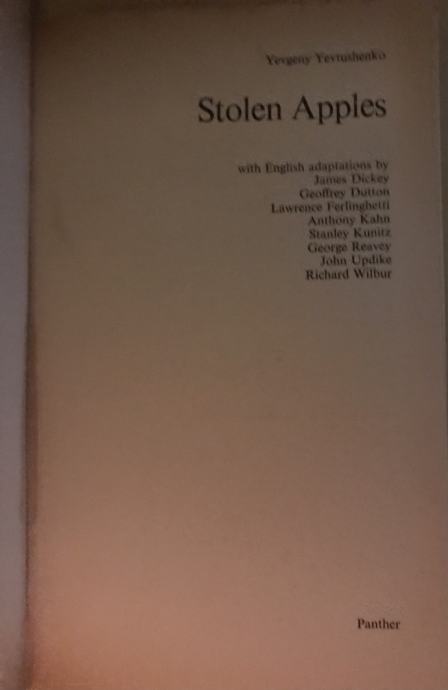 Yevgeny Yevtushenko
Stolen Apples
with English adaptations by
James Dickey
Geoffrey Dutton
Lawrence Ferlinghetti
Anthony Kahn
Stanley Kunitz
George Reavey
John Updike
Richard Wilbur
Panther